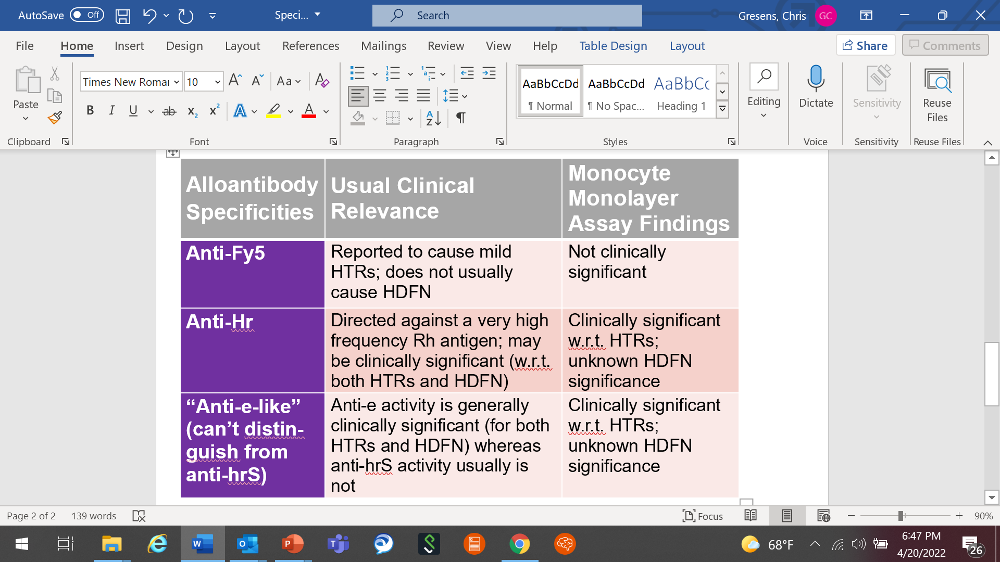 AutoSave Off Speci... Search Gresens, Chris GC
File Home Insert Design Layout References Mailings Review View Help Table Design Layout Share Comments
Paste
Clipboard
Times New Roma 10 Aa
B I U ab x2 x2 A A
Font
Paragraph
AaBbCcDd AaBbCcDd AaBbCc
¶ Normal ¶ No Spac... Heading 1
Styles
Editing
Dictate
Voice
Sensitivity
Sensitivity
Reuse
Files
Reuse Files
Alloantibody
Specificities
Usual Clinical
Relevance
Monocyte
Monolayer
Assay Findings
Anti-Fy5
Reported to cause mild
HTRs; does not usually
cause HDFN
Not clinically
significant
Anti-Hr
Directed against a very high
frequency Rh antigen; may
be clinically significant (w.r.t.
both HTRs and HDFN)
Clinically significant
w.r.t. HTRs;
unknown HDFN
significance
“Anti-e-like”
(can’t distin-
guish from
anti-hrS)
Anti-e activity is generally
clinically significant (for both
HTRs and HDFN) whereas
anti-hrS activity usually is
not
Clinically significant
w.r.t. HTRs;
unknown HDFN
significance
Page 2 of 2 139 words Focus 90%
68°F 6:47 PM
4/20/2022
26